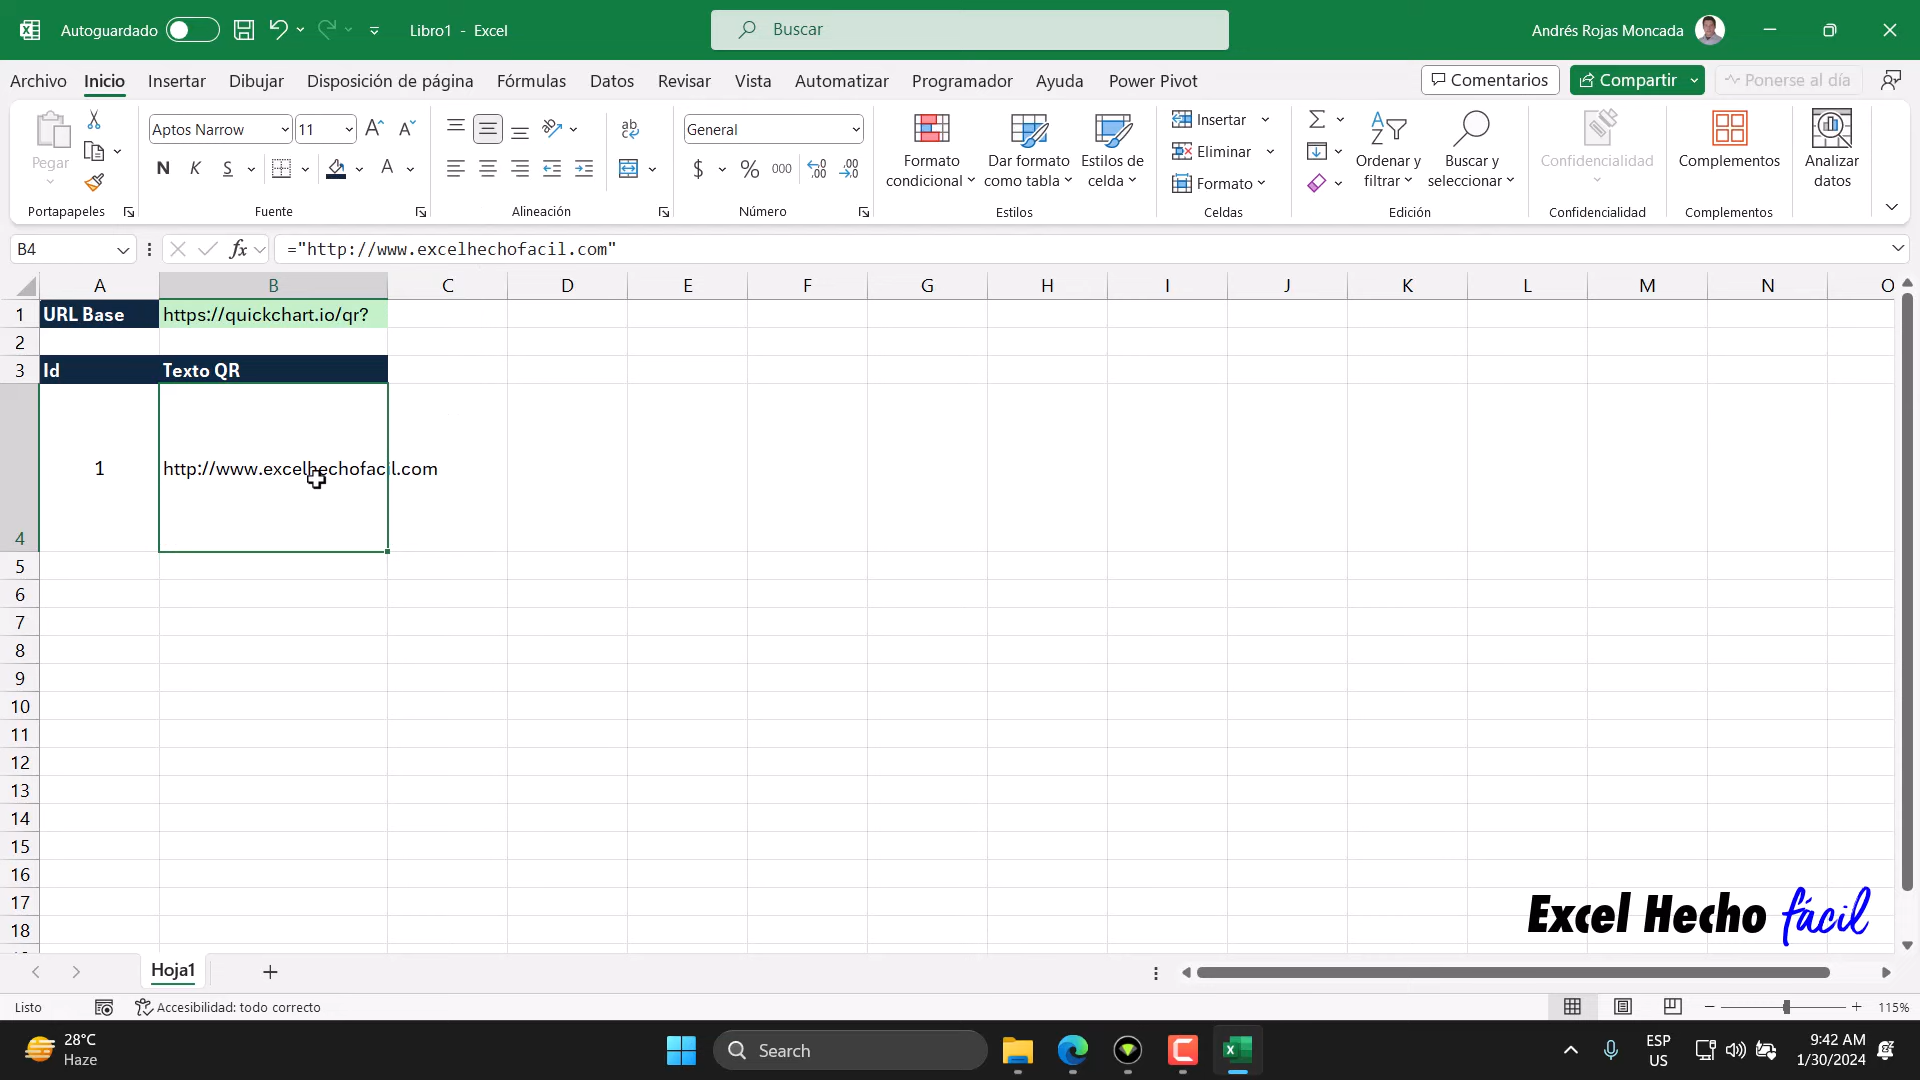 Autoguardado
Libro1 - Excel
Buscar
Andrés Rojas Moncada
Archivo Inicio Insertar Dibujar Disposición de página Fórmulas Datos Revisar Vista Automatizar Programador Ayuda Power Pivot
Comentarios
Compartir
Ponerse al día
Pegar
Portapapeles
Aptos Narrow
11
N K S
Fuente
ab
Alineación
General
$ % 000
Número
Formato condicional
Dar formato como tabla
Estilos de celda
Estilos
Insertar
Eliminar
Formato
Celdas
Ordenar y filtrar
Buscar y seleccionar
Edición
Confidencialidad
Confidencialidad
Complementos
Complementos
Analizar datos
B4
fx
="http://www.excelhechofacil.com"
A B C D E F G H I J K L M N O
1 URL Base https://quickchart.io/qr?
2
3 Id Texto QR
1 http://www.excelhechofacil.com
4
5
6
7
8
9
10
11
12
13
14
15
16
17
18
Excel Hecho fácil
Hoja1
Listo
Accesibilidad: todo correcto
115%
28°C
Haze
Search
ESP
US
9:42 AM
1/30/2024